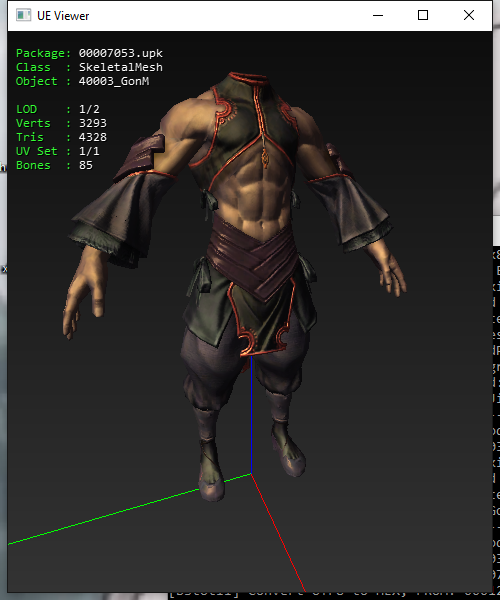 UE Viewer
Package: 00007053.upk
Class : SkeletalMesh
Object : 40003_GonM
LOD : 1/2
Verts : 3293
Tris : 4328
UV Set : 1/1
Bones : 85